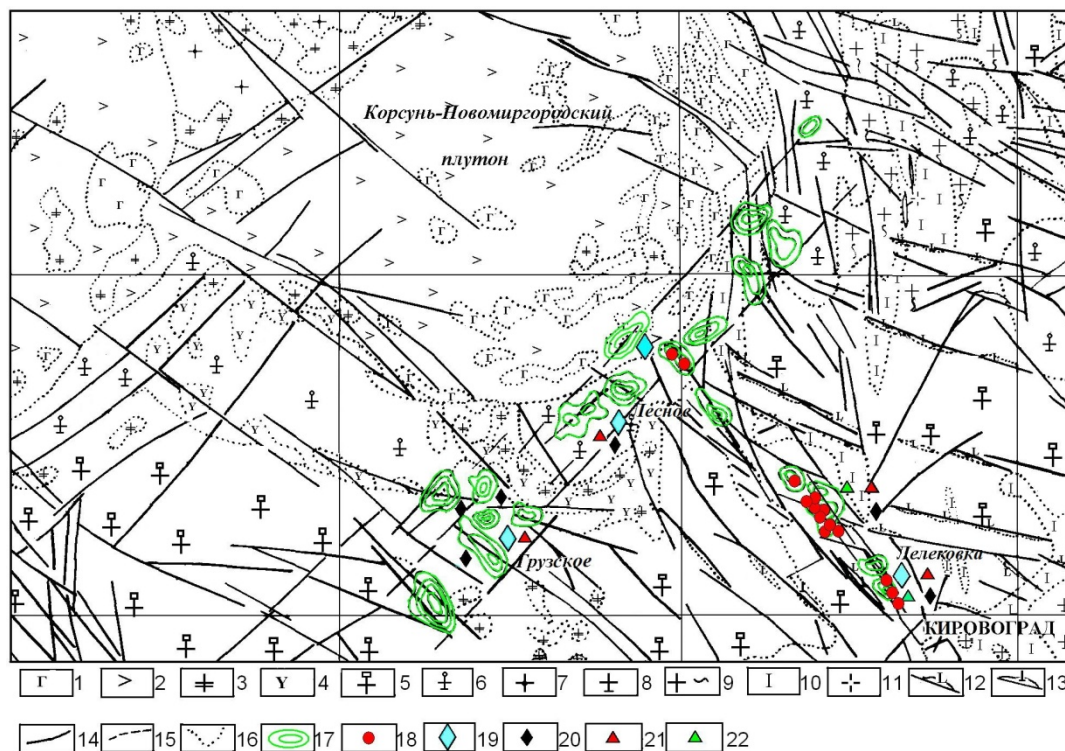 Корсунь-Новомиргородский
плутон
Лесное
Грузское
Делековка
КИРОВОГРАД
Г 1 > 2 3 Y 4 5 6 7 8 9 I 10 11 L 12 13
14 15 16 17 18 19 20 21 22